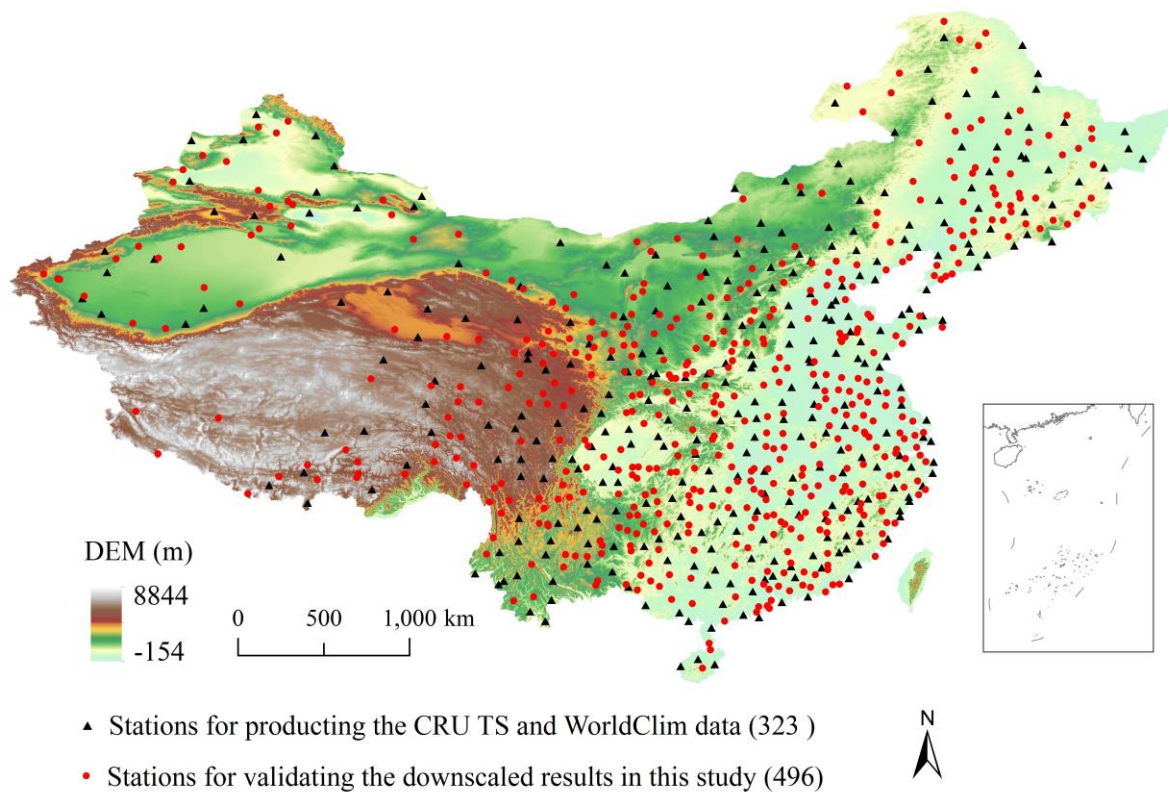 DEM (m)
8844
-154
0 500 1,000 km
▲ Stations for producting the CRU TS and WorldClim data (323 )
● Stations for validating the downscaled results in this study (496)
N